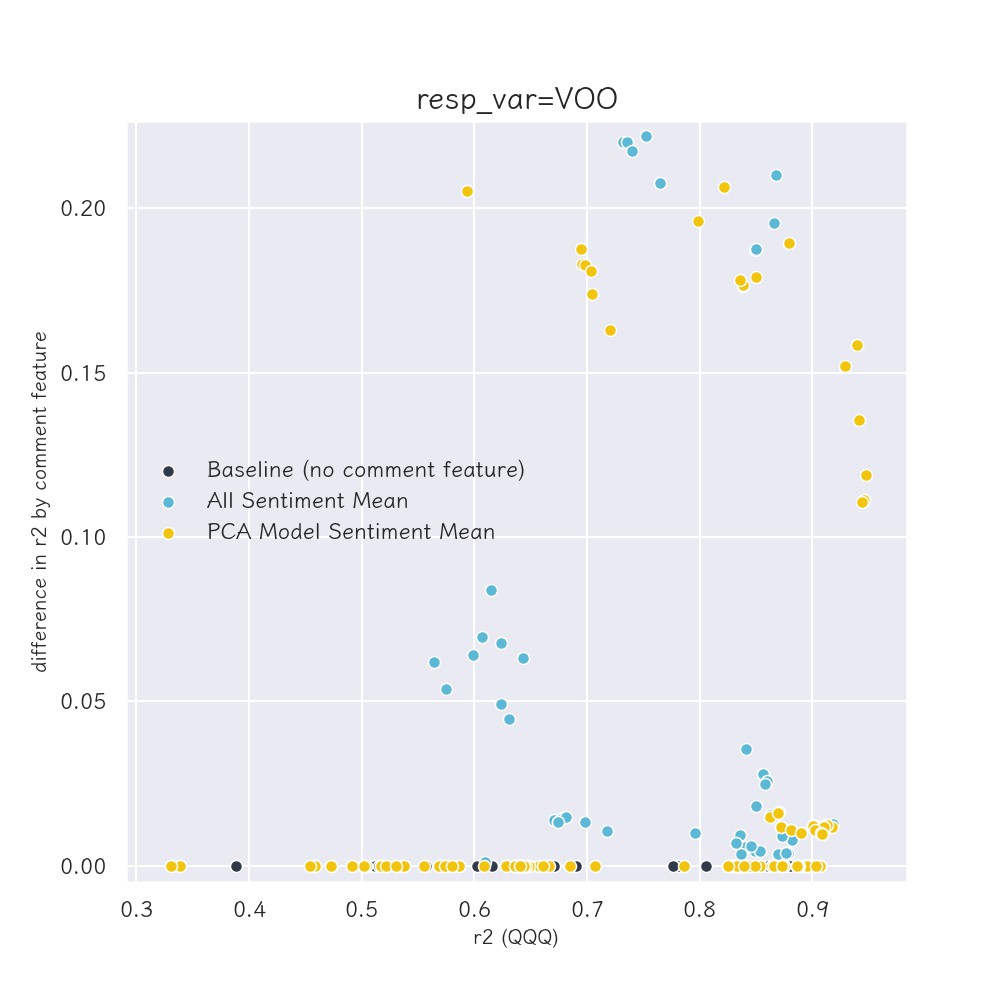 resp_var=VOO
difference in r2 by comment feature
0.20
0.15
0.10
0.05
0.00
Baseline (no comment feature)
All Sentiment Mean
PCA Model Sentiment Mean
0.3 0.4 0.5 0.6 0.7 0.8 0.9
r2 (QQQ)